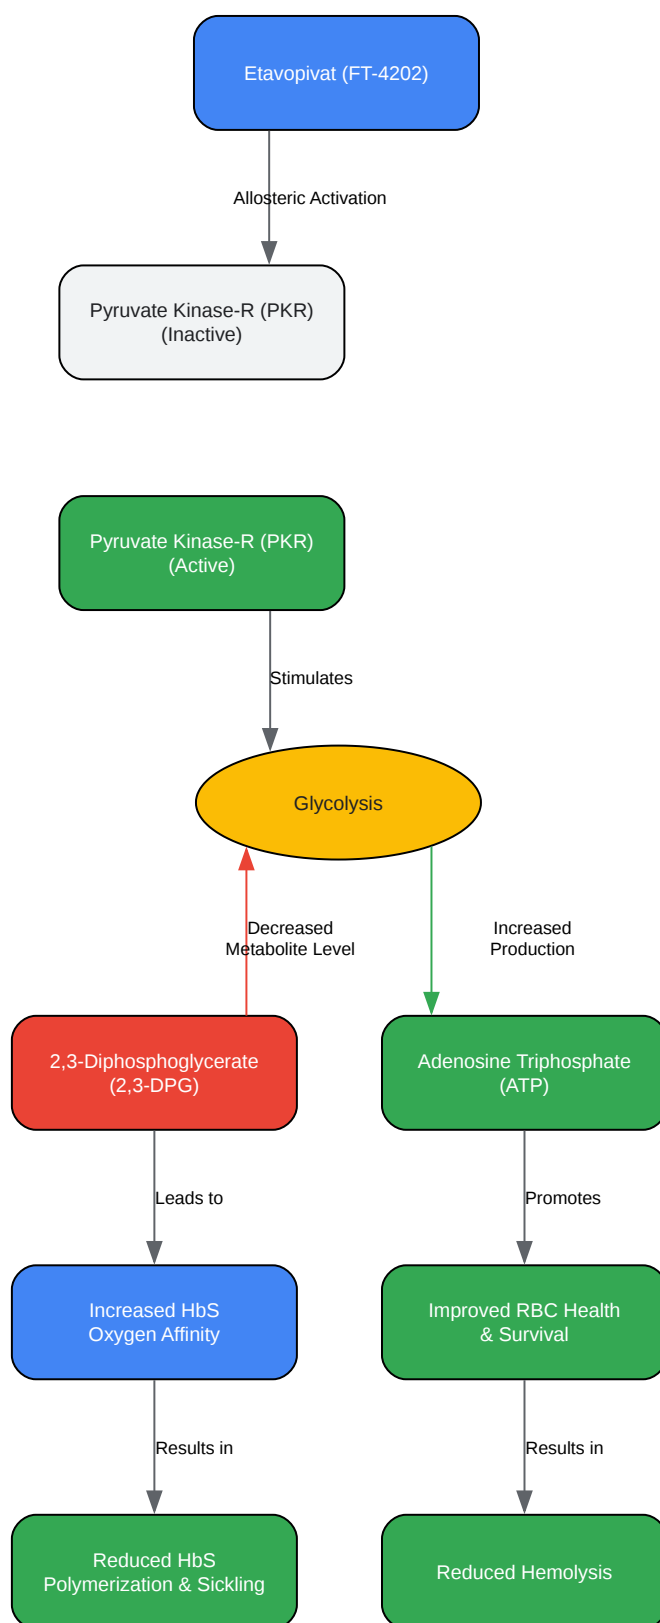 Etavopivat (FT-4202)
Allosteric Activation
Pyruvate Kinase-R (PKR)
(Inactive)
Pyruvate Kinase-R (PKR)
(Active)
Stimulates
Glycolysis
Decreased
Metabolite Level
Increased
Production
2,3-Diphosphoglycerate
(2,3-DPG)
Adenosine Triphosphate
(ATP)
Leads to
Promotes
Increased HbS
Oxygen Affinity
Improved RBC Health
& Survival
Results in
Results in
Reduced HbS
Polymerization & Sickling
Reduced Hemolysis